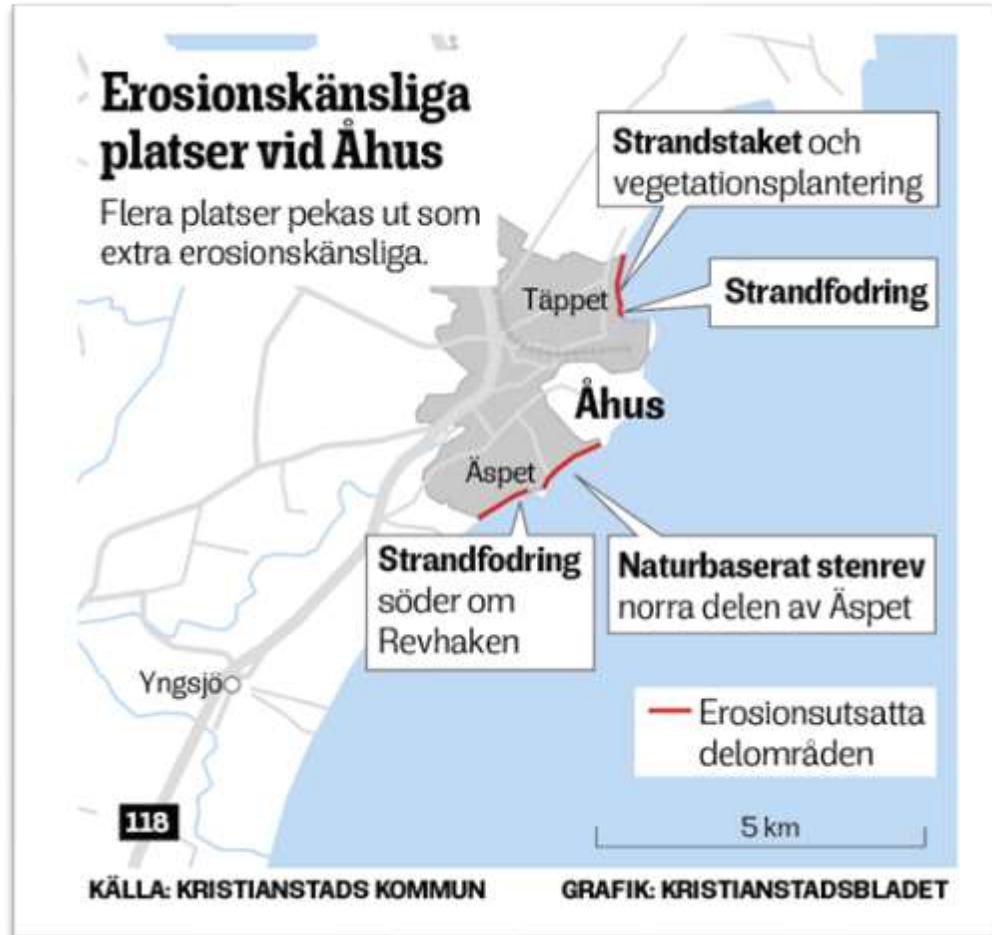 Erosionskänsliga
platser vid Åhus
Flera platser pekas ut som
extra erosionskänsliga.
Strandstaket och
vegetationsplantering
Täppet
Strandfodring
Åhus
Äspet
Strandfodring
söder om
Revhaken
Naturbaserat stenrev
norra delen av Äspet
Yngsjö
Erosionsutsatta
delområden
118
5 km
KÄLLA: KRISTIANSTADS KOMMUN
GRAFIK: KRISTIANSTADSBLADET